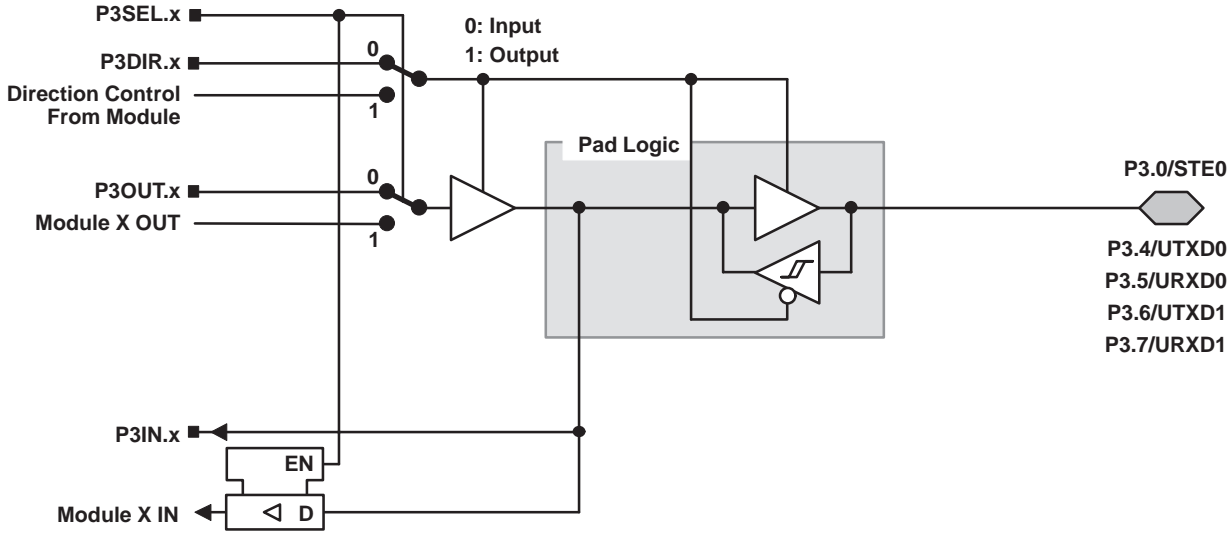 P3SEL.x
0: Input
1: Output
P3DIR.x
0
Direction Control
From Module
1
Pad Logic
P3OUT.x
0
Module X OUT
1
P3.0/STE0
P3.4/UTXD0
P3.5/URXD0
P3.6/UTXD1
P3.7/URXD1
P3IN.x
EN
Module X IN
D